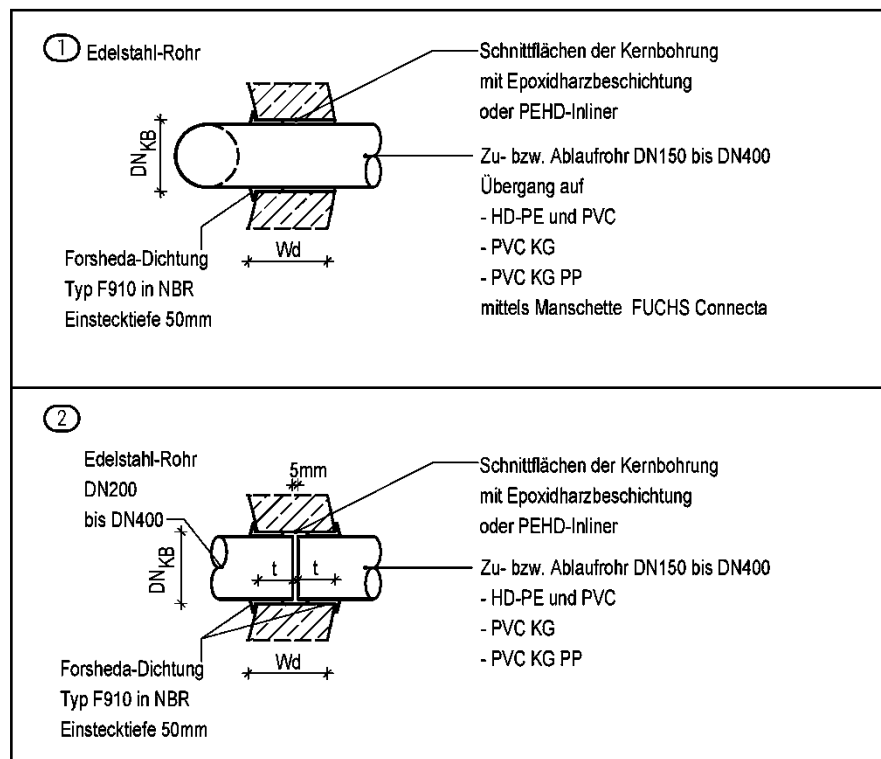 1 Edelstahl-Rohr
Schnittflächen der Kernbohrung
mit Epoxidharzbeschichtung
oder PEHD-Inliner
DN KB
Zu- bzw. Ablaufrohr DN150 bis DN400
Übergang auf
- HD-PE und PVC
- PVC KG
- PVC KG PP
mittels Manschette FUCHS Connecta
Wd
Forsheda-Dichtung
Typ F910 in NBR
Einstecktiefe 50mm
2
Edelstahl-Rohr
DN200
bis DN400
5mm
Schnittflächen der Kernbohrung
mit Epoxidharzbeschichtung
oder PEHD-Inliner
DN KB
t t
Zu- bzw. Ablaufrohr DN150 bis DN400
- HD-PE und PVC
- PVC KG
- PVC KG PP
Wd
Forsheda-Dichtung
Typ F910 in NBR
Einstecktiefe 50mm